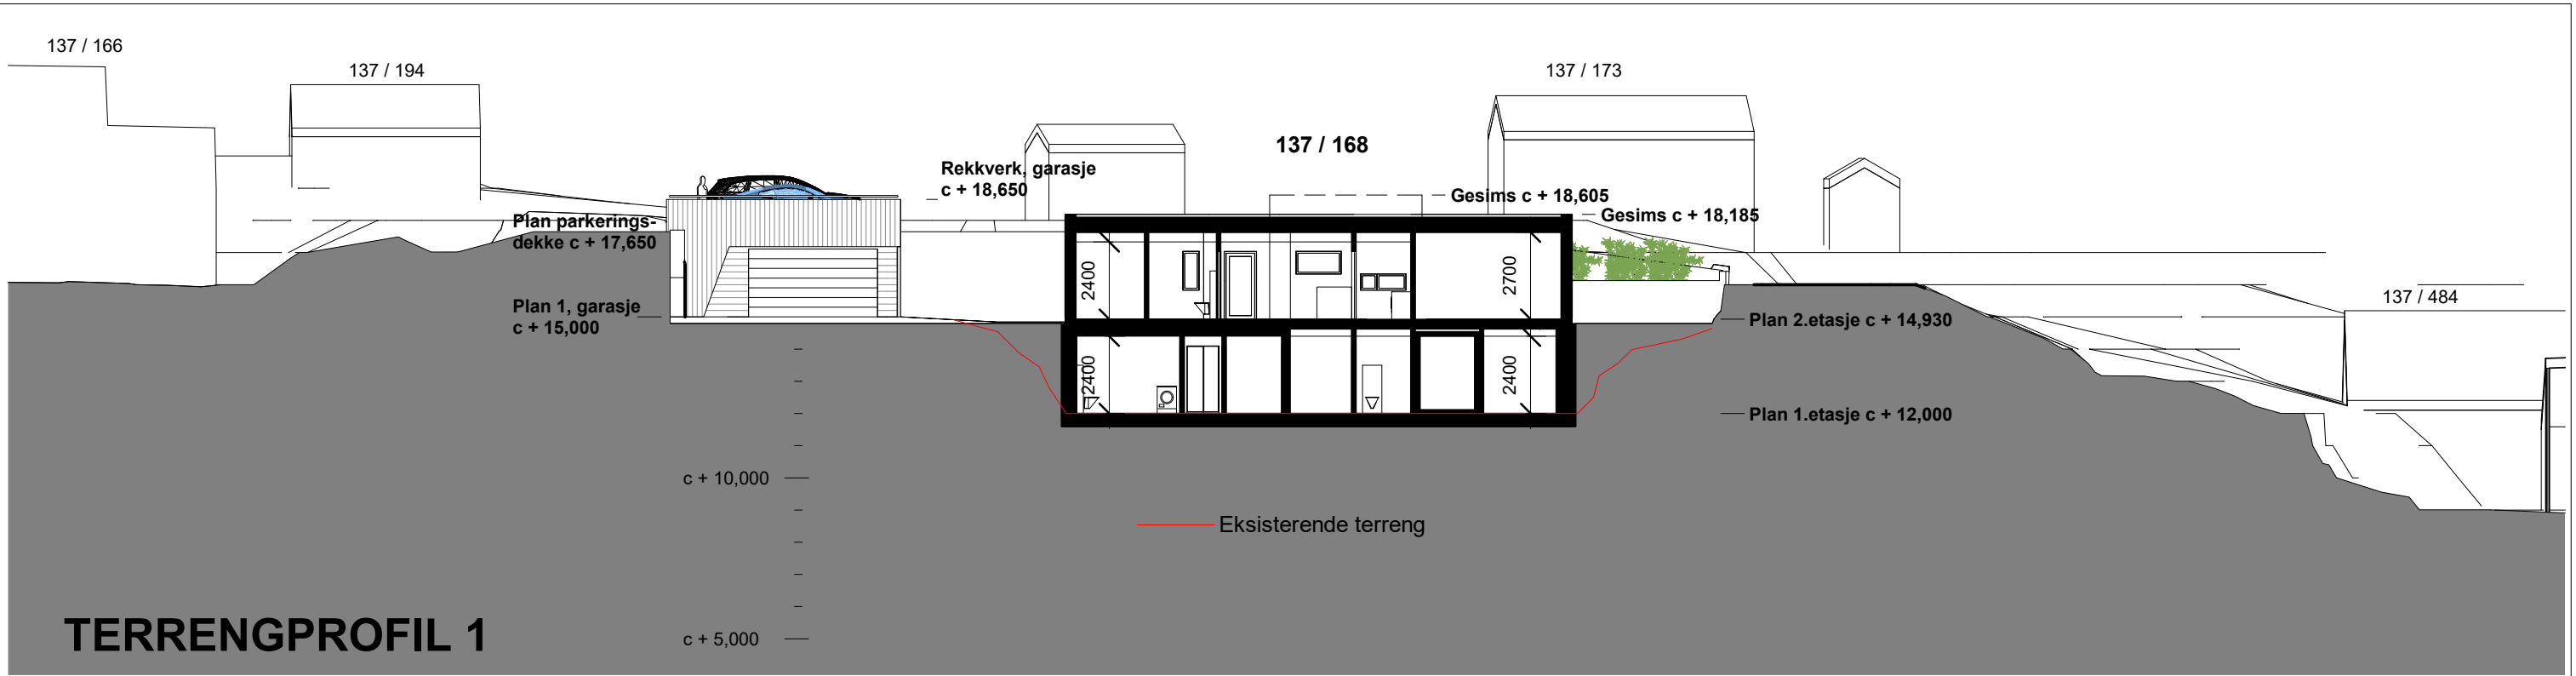 137 / 166
137 / 194
137 / 173
137 / 168
Rekkverk, garasje
c + 18,650
Gesims c + 18,605
Gesims c + 18,185
Plan parkerings-
dekke c + 17,650
2400
2700
Plan 1, garasje
c + 15,000
137 / 484
Plan 2.etasje c + 14,930
2400
2400
Plan 1.etasje c + 12,000
c + 10,000
Eksisterende terreng
TERRENGPROFIL 1
c + 5,000